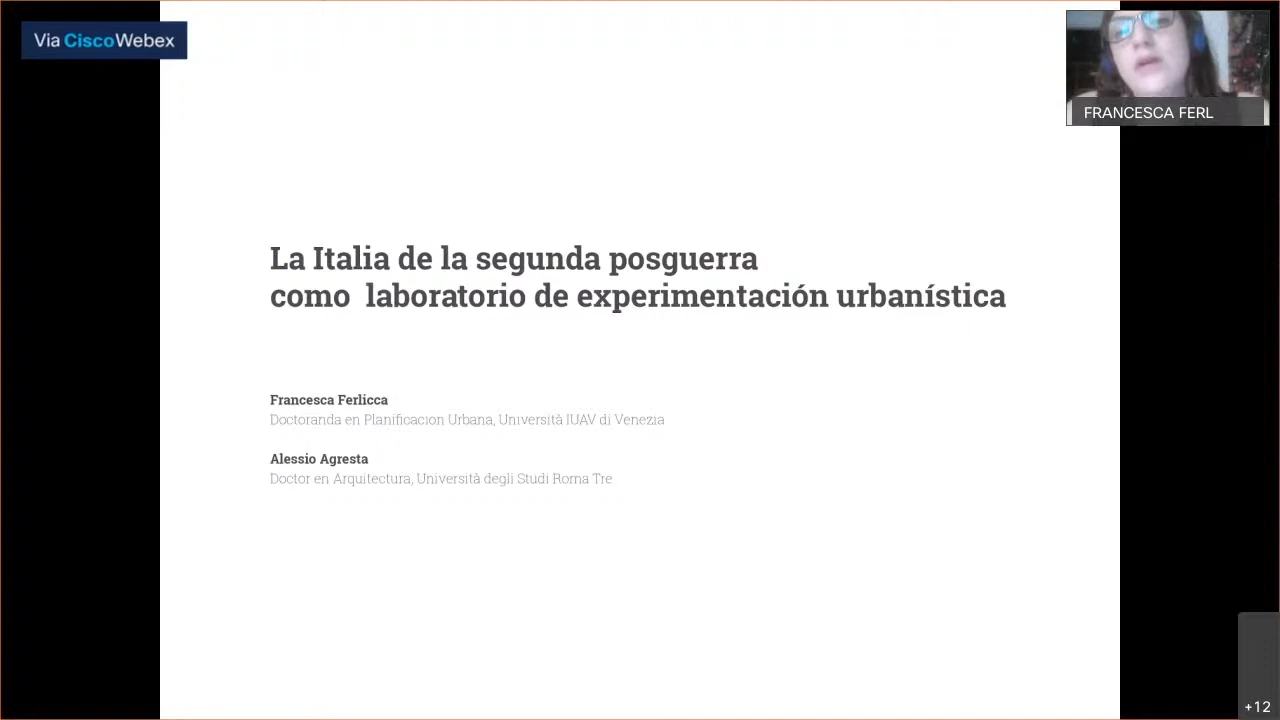 Via CiscoWebex
FRANCESCA FERL
La Italia de la segunda posguerra
como laboratorio de experimentación urbanística
Francesca Ferlicca
Doctoranda en Planificacion Urbana, Università IUAV di Venezia
Alessio Agresta
Doctor en Arquitectura, Università degli Studi Roma Tre
+12